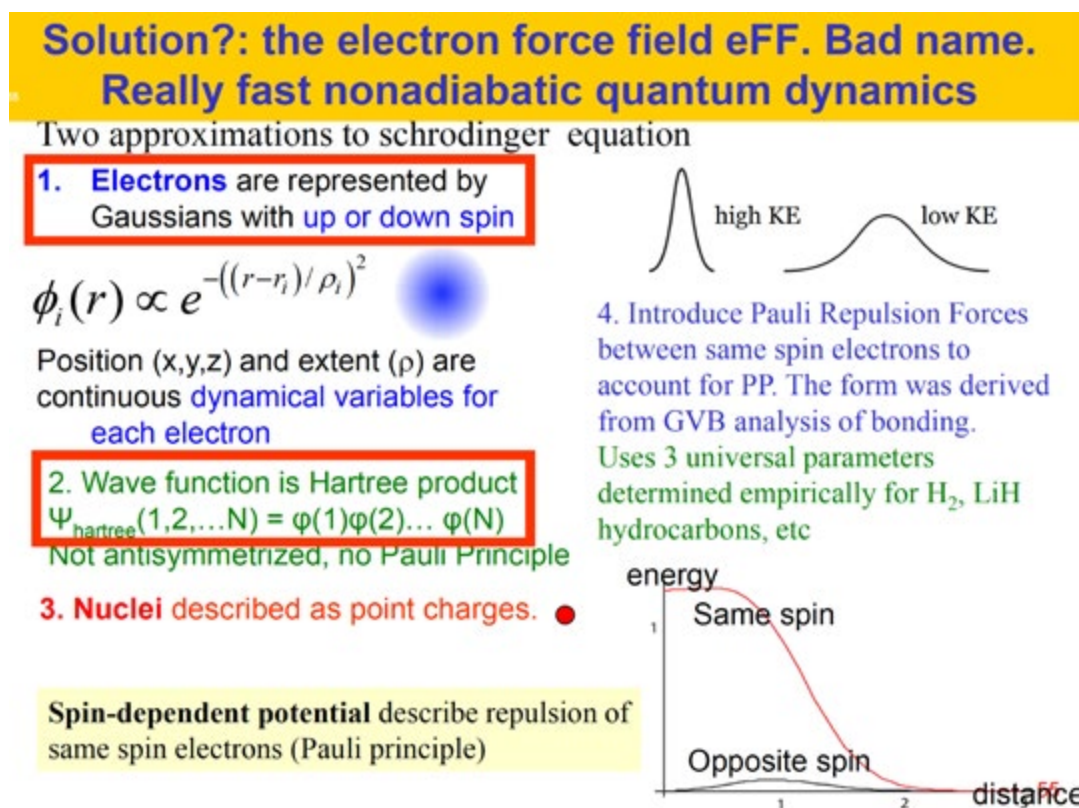 Solution?: the electron force field eFF. Bad name.
Really fast nonadiabatic quantum dynamics
Two approximations to schrodinger equation
1. Electrons are represented by
Gaussians with up or down spin
ϕᵢ(r) ∝ e^(-((r-rᵢ)/ρᵢ)²)
Position (x,y,z) and extent (ρ) are
continuous dynamical variables for
each electron
2. Wave function is Hartree product
Ψ_hartree(1,2,…N) = φ(1)φ(2)… φ(N)
Not antisymmetrized, no Pauli Principle
3. Nuclei described as point charges.
Spin-dependent potential describe repulsion of
same spin electrons (Pauli principle)
high KE
low KE
4. Introduce Pauli Repulsion Forces
between same spin electrons to
account for PP. The form was derived
from GVB analysis of bonding.
Uses 3 universal parameters
determined empirically for H₂, LiH
hydrocarbons, etc
energy
Same spin
1
Opposite spin
1
2
distance